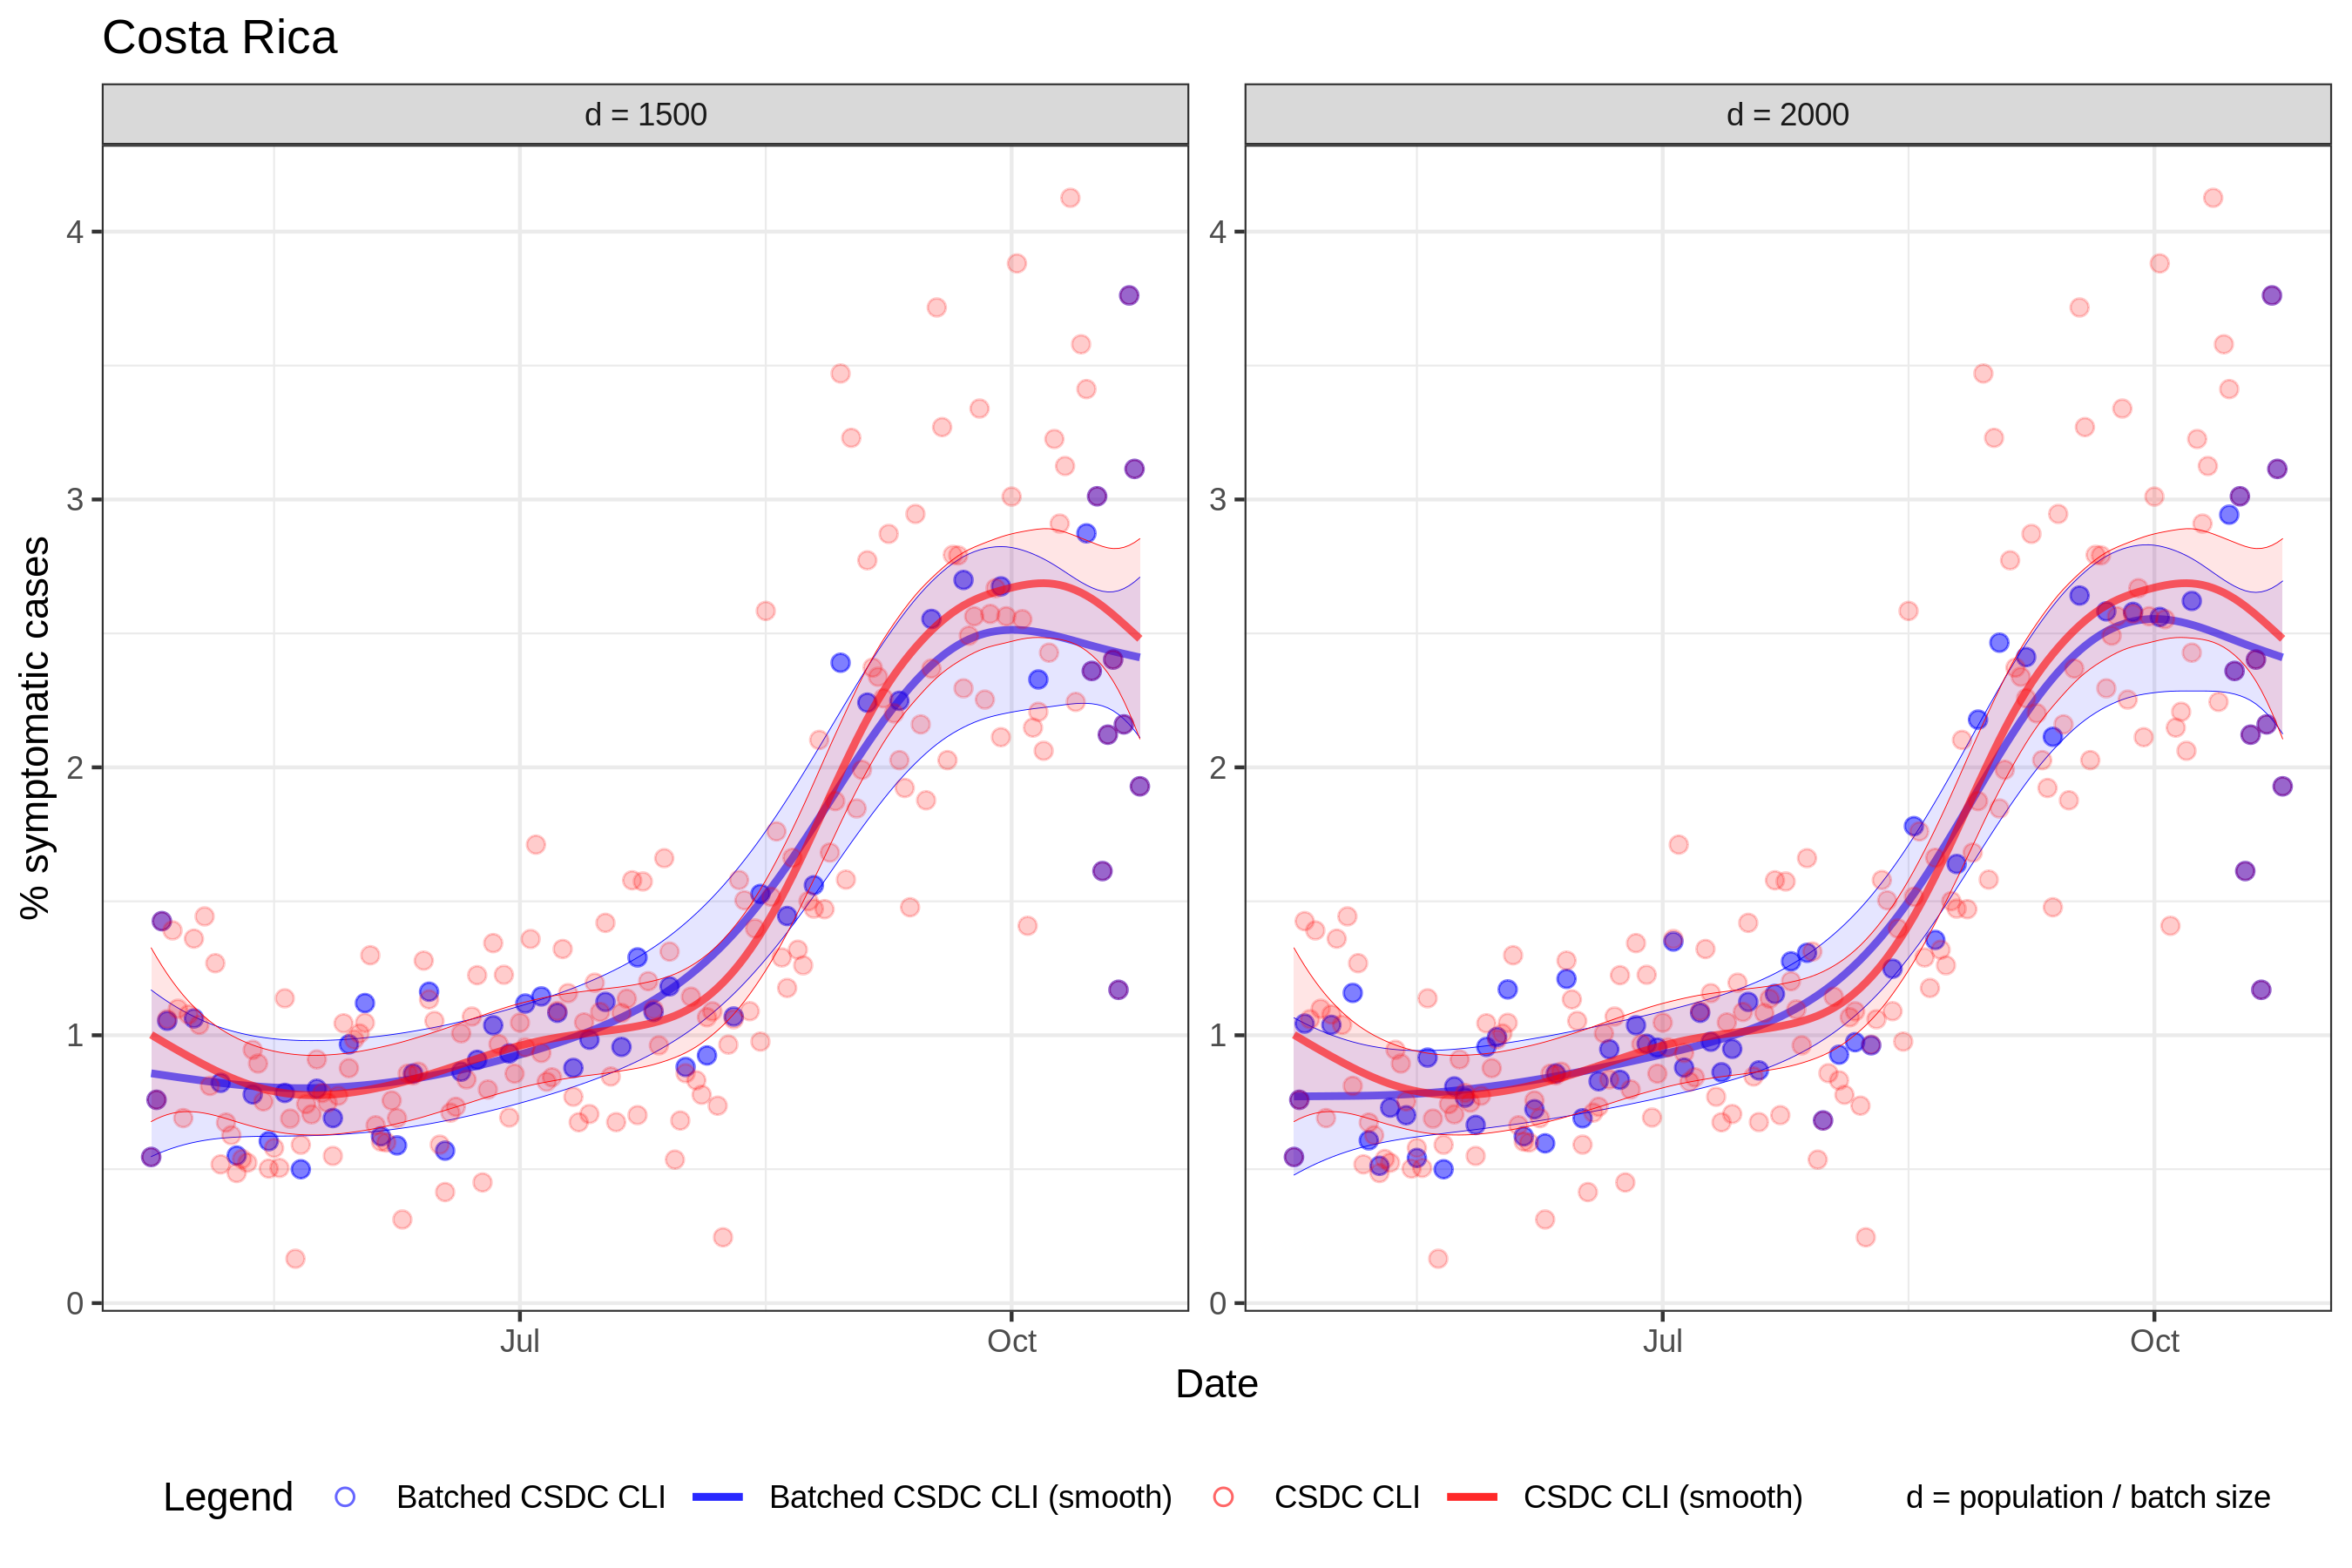 Costa Rica
d = 1500
d = 2000
% symptomatic cases
4
3
2
1
0
4
3
2
1
0
Jul
Oct
Jul
Oct
Date
Legend
Batched CSDC CLI
Batched CSDC CLI (smooth)
CSDC CLI
CSDC CLI (smooth)
d = population / batch size